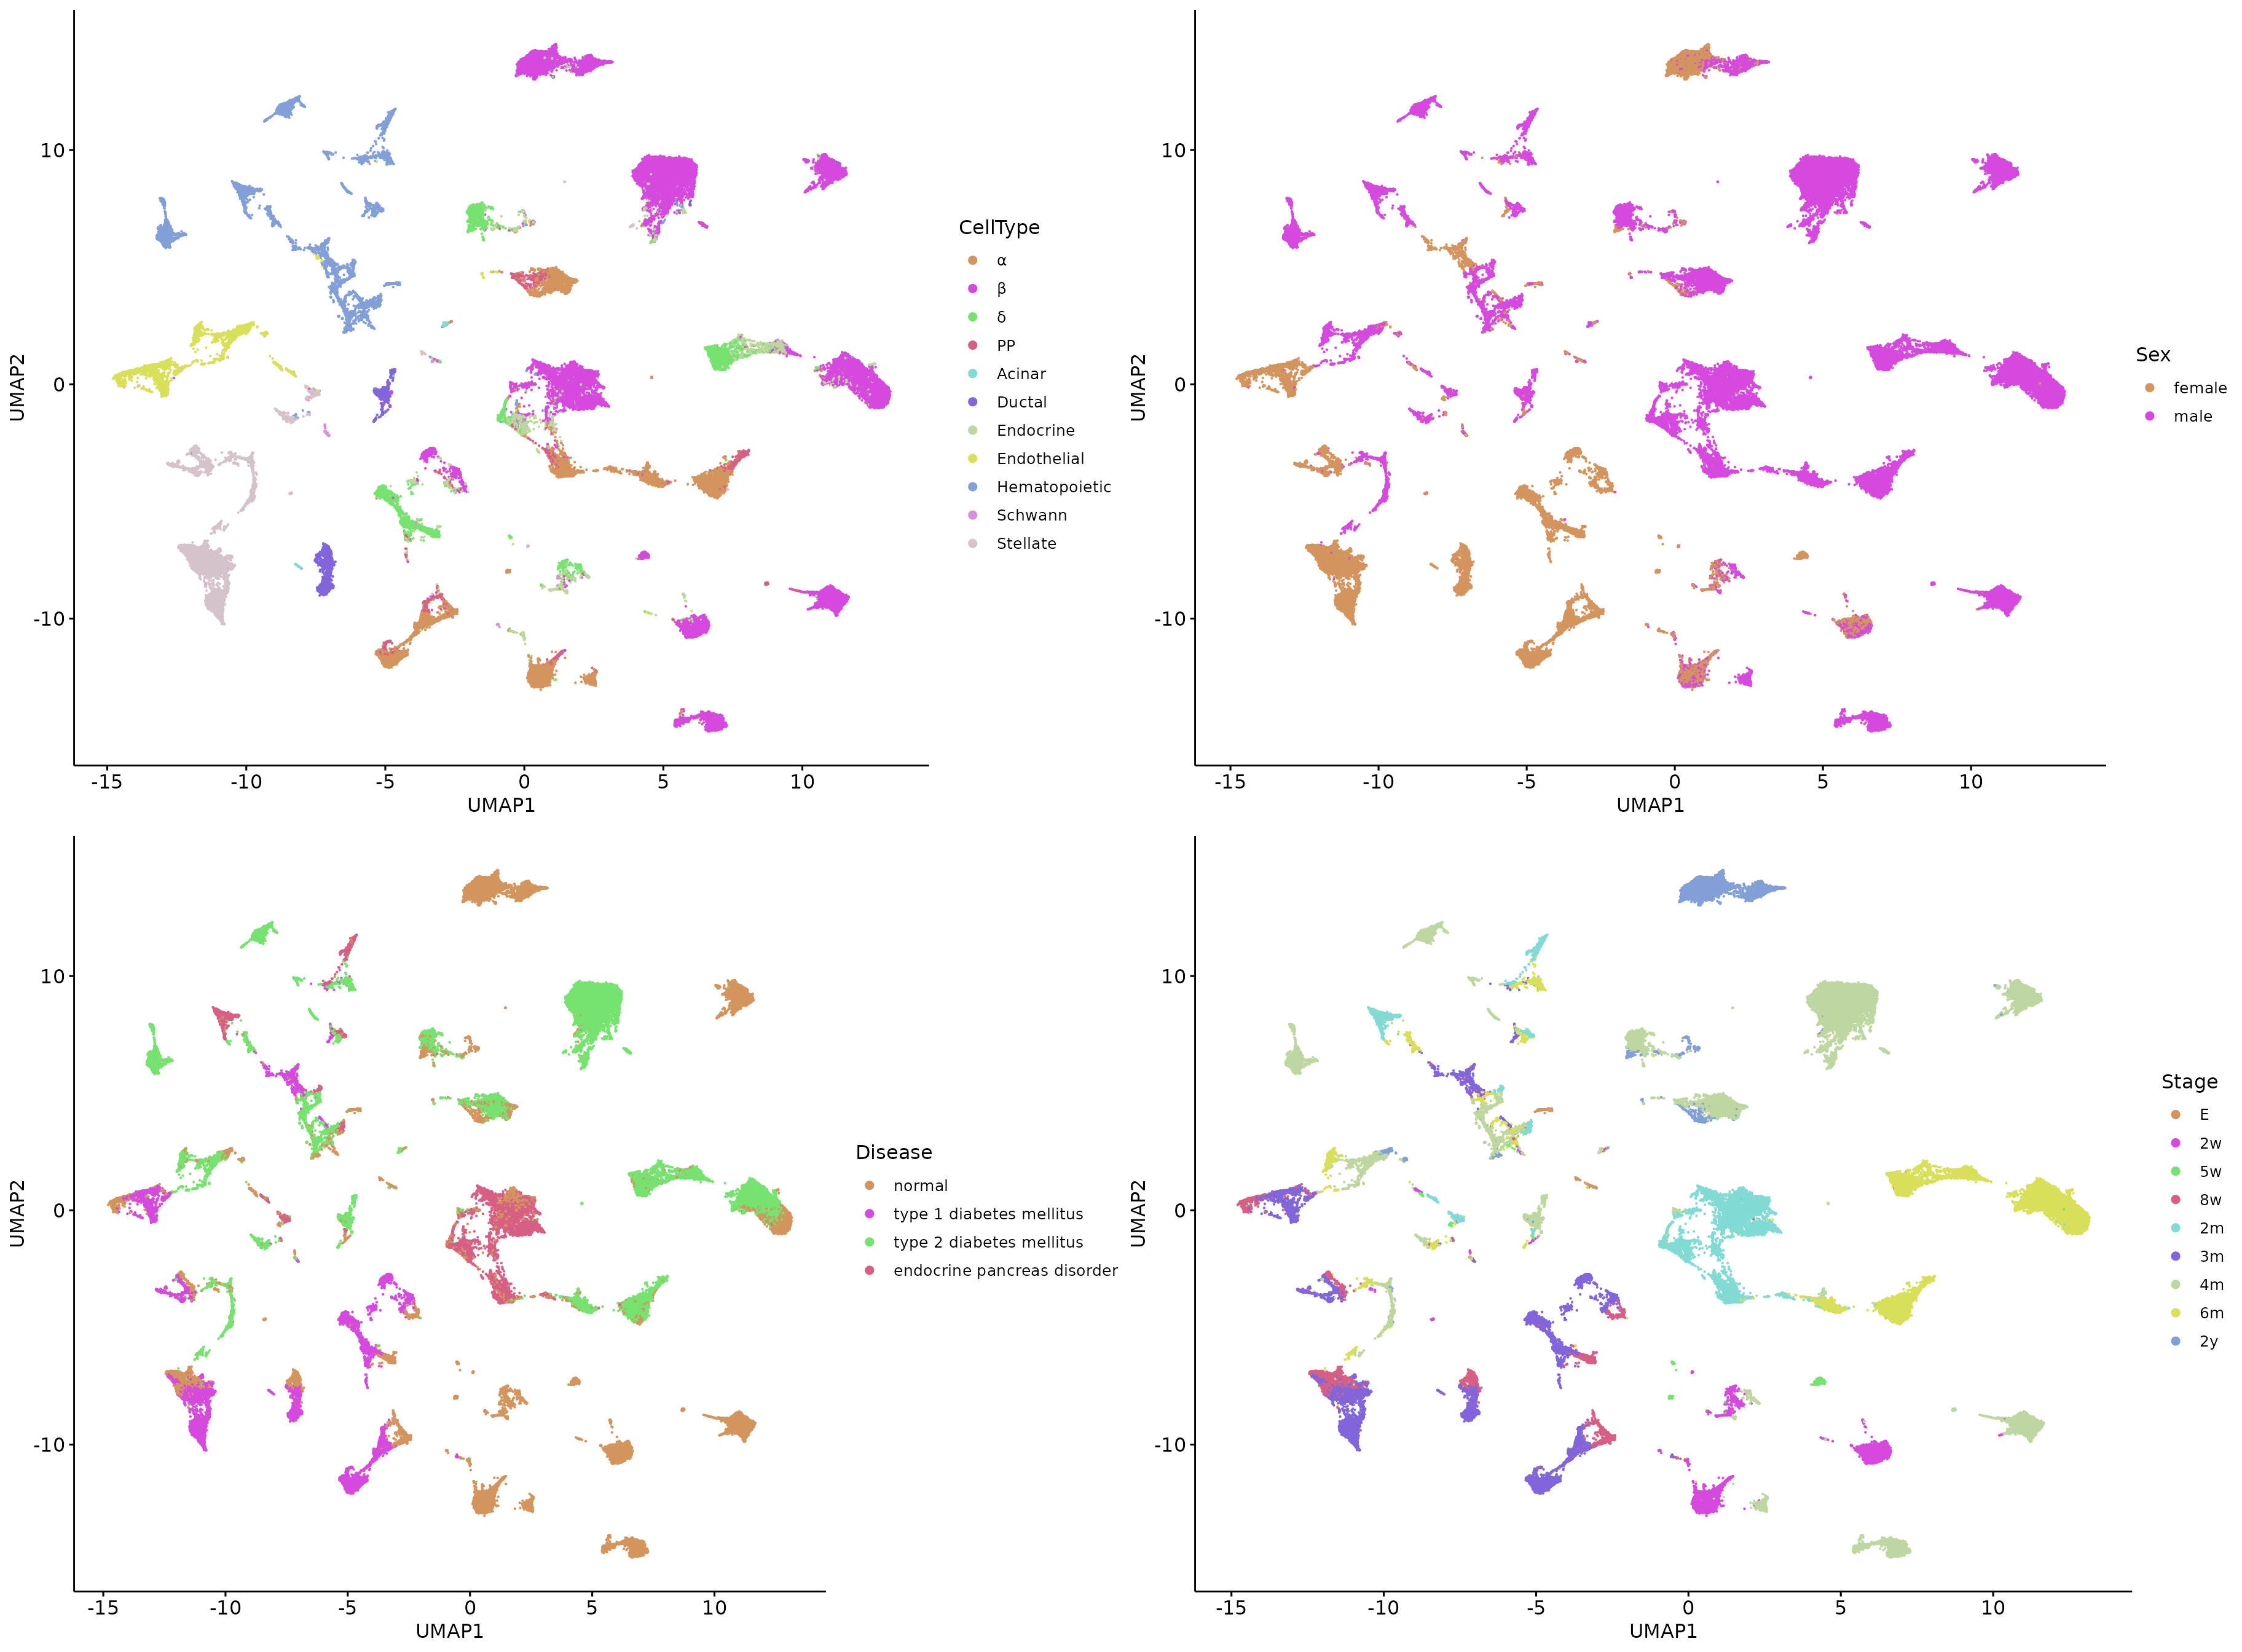 10
0
-10
UMAP2
-15
-10
-5
0
5
10
UMAP1
CellType
α
β
δ
PP
Acinar
Ductal
Endocrine
Endothelial
Hematopoietic
Schwann
Stellate
10
0
-10
UMAP2
-15
-10
-5
0
5
10
UMAP1
Sex
female
male
10
0
-10
UMAP2
-15
-10
-5
0
5
10
UMAP1
Disease
normal
type 1 diabetes mellitus
type 2 diabetes mellitus
endocrine pancreas disorder
10
0
-10
UMAP2
-15
-10
-5
0
5
10
UMAP1
Stage
E
2w
5w
8w
2m
3m
4m
6m
2y